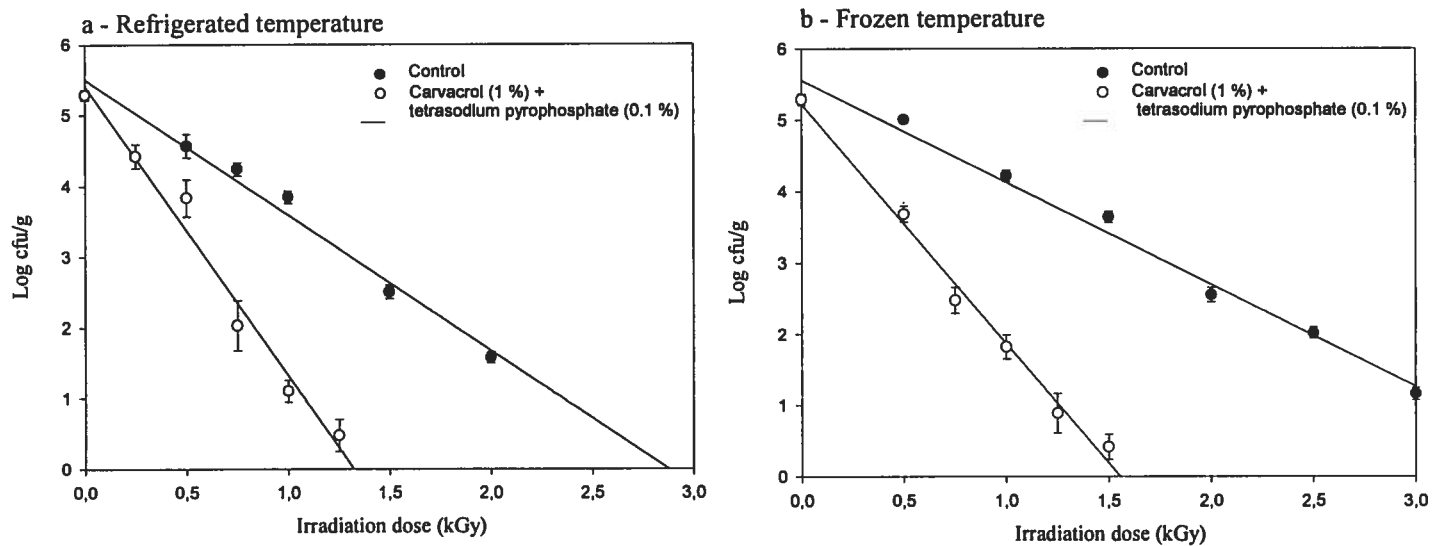 a - Refrigerated temperature
6
5
4
3
2
1
0
Log cfu/g
Control
Carvacrol (1 %) +
tetrasodium pyrophosphate (0.1 %)
0,0 0,5 1,0 1,5 2,0 2,5 3,0
Irradiation dose (kGy)
b - Frozen temperature
6
5
4
3
2
1
0
Log cfu/g
Control
Carvacrol (1 %) +
tetrasodium pyrophosphate (0.1 %)
0,0 0,5 1,0 1,5 2,0 2,5 3,0
Irradiation dose (kGy)